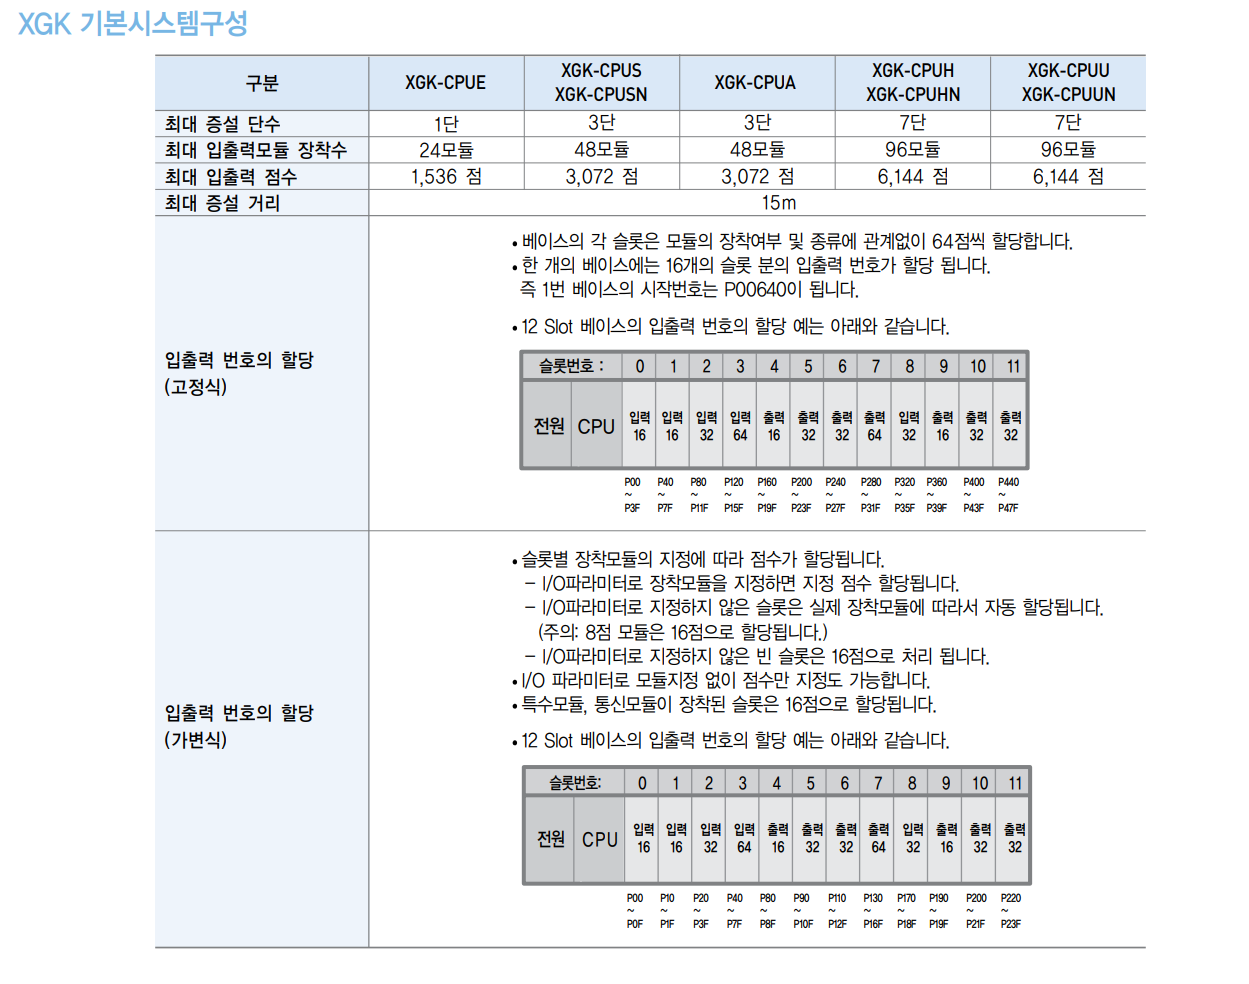 XGK 기본시스템구성
구분 XGK-CPUE XGK-CPUS XGK-CPUSN XGK-CPUA XGK-CPUH XGK-CPUHN XGK-CPUU XGK-CPUUN
최대 증설 단수 1단 3단 3단 7단 7단
최대 입출력모듈 장착수 24모듈 48모듈 48모듈 96모듈 96모듈
최대 입출력 점수 1,536 점 3,072 점 3,072 점 6,144 점 6,144 점
최대 증설 거리 15m
입출력 번호의 할당
(고정식)
• 베이스의 각 슬롯은 모듈의 장착여부 및 종류에 관계없이 64점씩 할당합니다.
• 한 개의 베이스에는 16개의 슬롯 분의 입출력 번호가 할당 됩니다.
즉 1번 베이스의 시작번호는 P00640이 됩니다.
• 12 Slot 베이스의 입출력 번호의 할당 예는 아래와 같습니다.
슬롯번호 : 0 1 2 3 4 5 6 7 8 9 10 11
전원 CPU 입력 입력 입력 입력 출력 출력 출력 출력 입력 출력 출력 출력
16 16 32 64 16 32 32 64 32 16 32 32
P00 P40 P80 P120 P160 P200 P240 P280 P320 P360 P400 P440
~ ~ ~ ~ ~ ~ ~ ~ ~ ~ ~ ~
P3F P7F P11F P15F P19F P23F P27F P31F P35F P39F P43F P47F
입출력 번호의 할당
(가변식)
• 슬롯별 장착모듈의 지정에 따라 점수가 할당됩니다.
– I/O파라미터로 장착모듈을 지정하면 지정 점수 할당됩니다.
– I/O파라미터로 지정하지 않은 슬롯은 실제 장착모듈에 따라서 자동 할당됩니다.
(주의: 8점 모듈은 16점으로 할당됩니다.)
– I/O파라미터로 지정하지 않은 빈 슬롯은 16점으로 처리 됩니다.
• I/O 파라미터로 모듈지정 없이 점수만 지정도 가능합니다.
• 특수모듈, 통신모듈이 장착된 슬롯은 16점으로 할당됩니다.
• 12 Slot 베이스의 입출력 번호의 할당 예는 아래와 같습니다.
슬롯번호: 0 1 2 3 4 5 6 7 8 9 10 11
전원 CPU 입력 입력 입력 입력 출력 출력 출력 출력 입력 출력 출력 출력
16 16 32 64 16 32 32 64 32 16 32 32
P00 P10 P20 P40 P80 P90 P110 P130 P170 P190 P200 P220
~ ~ ~ ~ ~ ~ ~ ~ ~ ~ ~ ~
P0F P1F P3F P7F P8F P10F P12F P16F P18F P19F P21F P23F